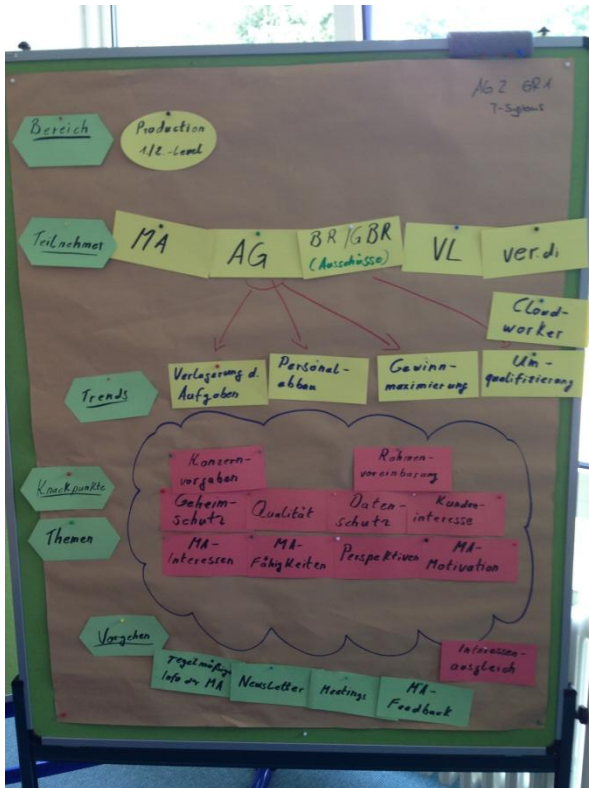 AG 2 GR1
T-Systems
Bereich
Production
1./2.-Level
Teilnehmer
MA
AG
BR/GBR
(Ausschüsse)
VL
ver.di
Cloud-
worker
Trends
Verlagerung d.
Aufgaben
Personal-
abbau
Gewinn-
maximierung
Um-
qualifizierung
Knackpunkte
Themen
Konzern-
vorgaben
Rahmen-
vereinbarung
Geheim-
schutz
Qualität
Daten-
schutz
Kunden-
interesse
MA-
Interessen
MA-
Fähigkeiten
Perspektiven
MA-
Motivation
Vorgehen
Interessen-
ausgleich
regelmäßige
Info der MA
Newsletter
Meetings
MA-
Feedback